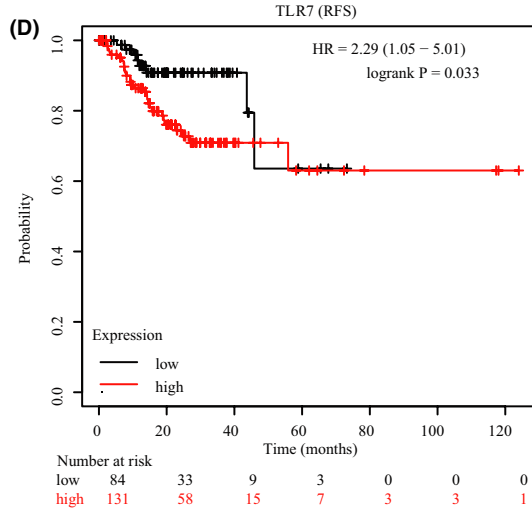 (D)
TLR7 (RFS)
HR = 2.29 (1.05 − 5.01)
logrank P = 0.033
Probability
1.0
0.8
0.6
0.4
0.2
0.0
Expression
low
high
0 20 40 60 80 100 120
Time (months)
Number at risk
low 84 33 9 3 0 0 0
high 131 58 15 7 3 3 1